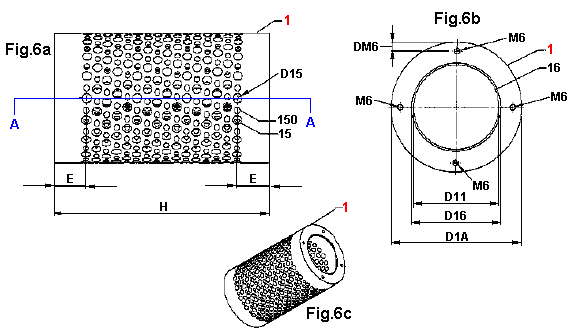 Fig.6a
1
D15
A
A
150
15
E
E
H
Fig.6b
DM6
M6
1
16
M6
M6
M6
D11
D16
D1A
1
Fig.6c